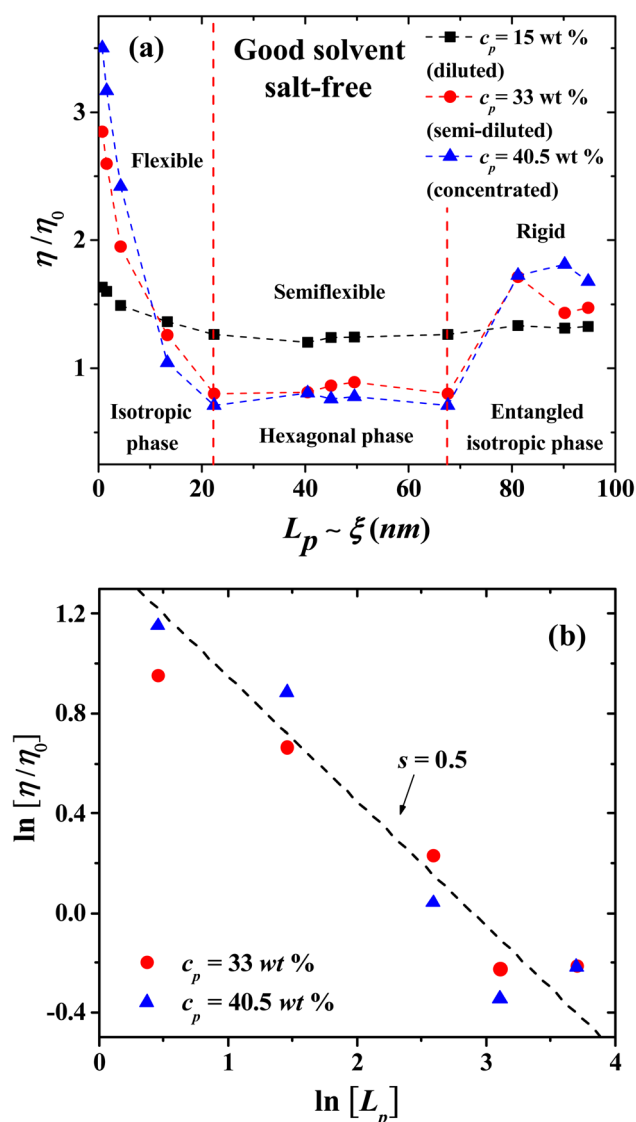 (a)
Good solvent
salt-free
c_p = 15 wt %
(diluted)
c_p = 33 wt %
(semi-diluted)
c_p = 40.5 wt %
(concentrated)
Flexible
Semiflexible
Rigid
Isotropic
phase
Hexagonal phase
Entangled
isotropic phase
η/η₀
3
2
1
0 20 40 60 80 100
L_p ~ ξ (nm)
(b)
s = 0.5
c_p = 33 wt %
c_p = 40.5 wt %
ln [η/η₀]
1.2
0.8
0.4
0.0
-0.4
0 1 2 3 4
ln [L_p]